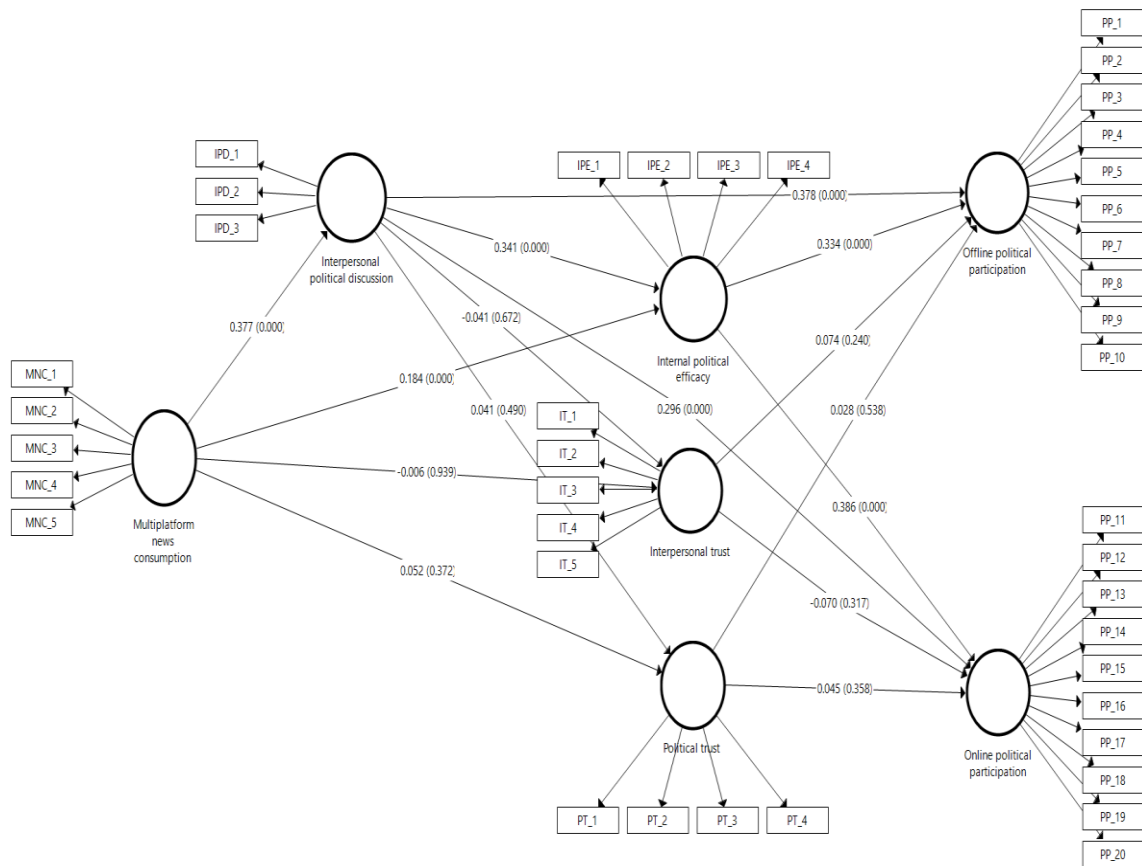 PP_1
PP_2
PP_3
PP_4
PP_5
PP_6
PP_7
PP_8
PP_9
PP_10
Offline political
participation
IPD_1
IPD_2
IPD_3
Interpersonal
political discussion
IPE_1
IPE_2
IPE_3
IPE_4
Internal political
efficacy
0.378 (0.000)
0.341 (0.000)
0.334 (0.000)
-0.041 (0.672)
0.377 (0.000)
0.074 (0.240)
0.184 (0.000)
0.041 (0.490)
0.296 (0.000)
0.028 (0.538)
MNC_1
MNC_2
MNC_3
MNC_4
MNC_5
Multiplatform
news
consumption
IT_1
IT_2
IT_3
IT_4
IT_5
Interpersonal trust
-0.006 (0.939)
0.386 (0.000)
0.052 (0.372)
-0.070 (0.317)
0.045 (0.358)
Political trust
PT_1
PT_2
PT_3
PT_4
PP_11
PP_12
PP_13
PP_14
PP_15
PP_16
PP_17
PP_18
PP_19
PP_20
Online political
participation